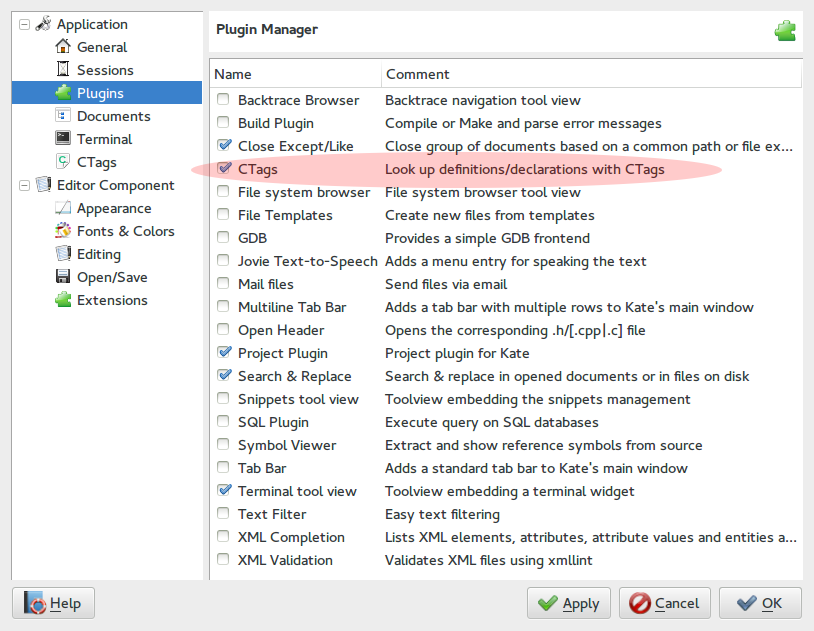 Application
General
Sessions
Plugins
Documents
Terminal
CTags
Editor Component
Appearance
Fonts & Colors
Editing
Open/Save
Extensions
Plugin Manager
Name Comment
Backtrace Browser Backtrace navigation tool view
Build Plugin Compile or Make and parse error messages
Close Except/Like Close group of documents based on a common path or file ex...
CTags Look up definitions/declarations with CTags
File system browser File system browser tool view
File Templates Create new files from templates
GDB Provides a simple GDB frontend
Jovie Text-to-Speech Adds a menu entry for speaking the text
Mail files Send files via email
Multiline Tab Bar Adds a tab bar with multiple rows to Kate's main window
Open Header Opens the corresponding .h/[.cpp|.c] file
Project Plugin Project plugin for Kate
Search & Replace Search & replace in opened documents or in files on disk
Snippets tool view Toolview embedding the snippets management
SQL Plugin Execute query on SQL databases
Symbol Viewer Extract and show reference symbols from source
Tab Bar Adds a standard tab bar to Kate's main window
Terminal tool view Toolview embedding a terminal widget
Text Filter Easy text filtering
XML Completion Lists XML elements, attributes, attribute values and entities a...
XML Validation Validates XML files using xmllint
Help Apply Cancel OK